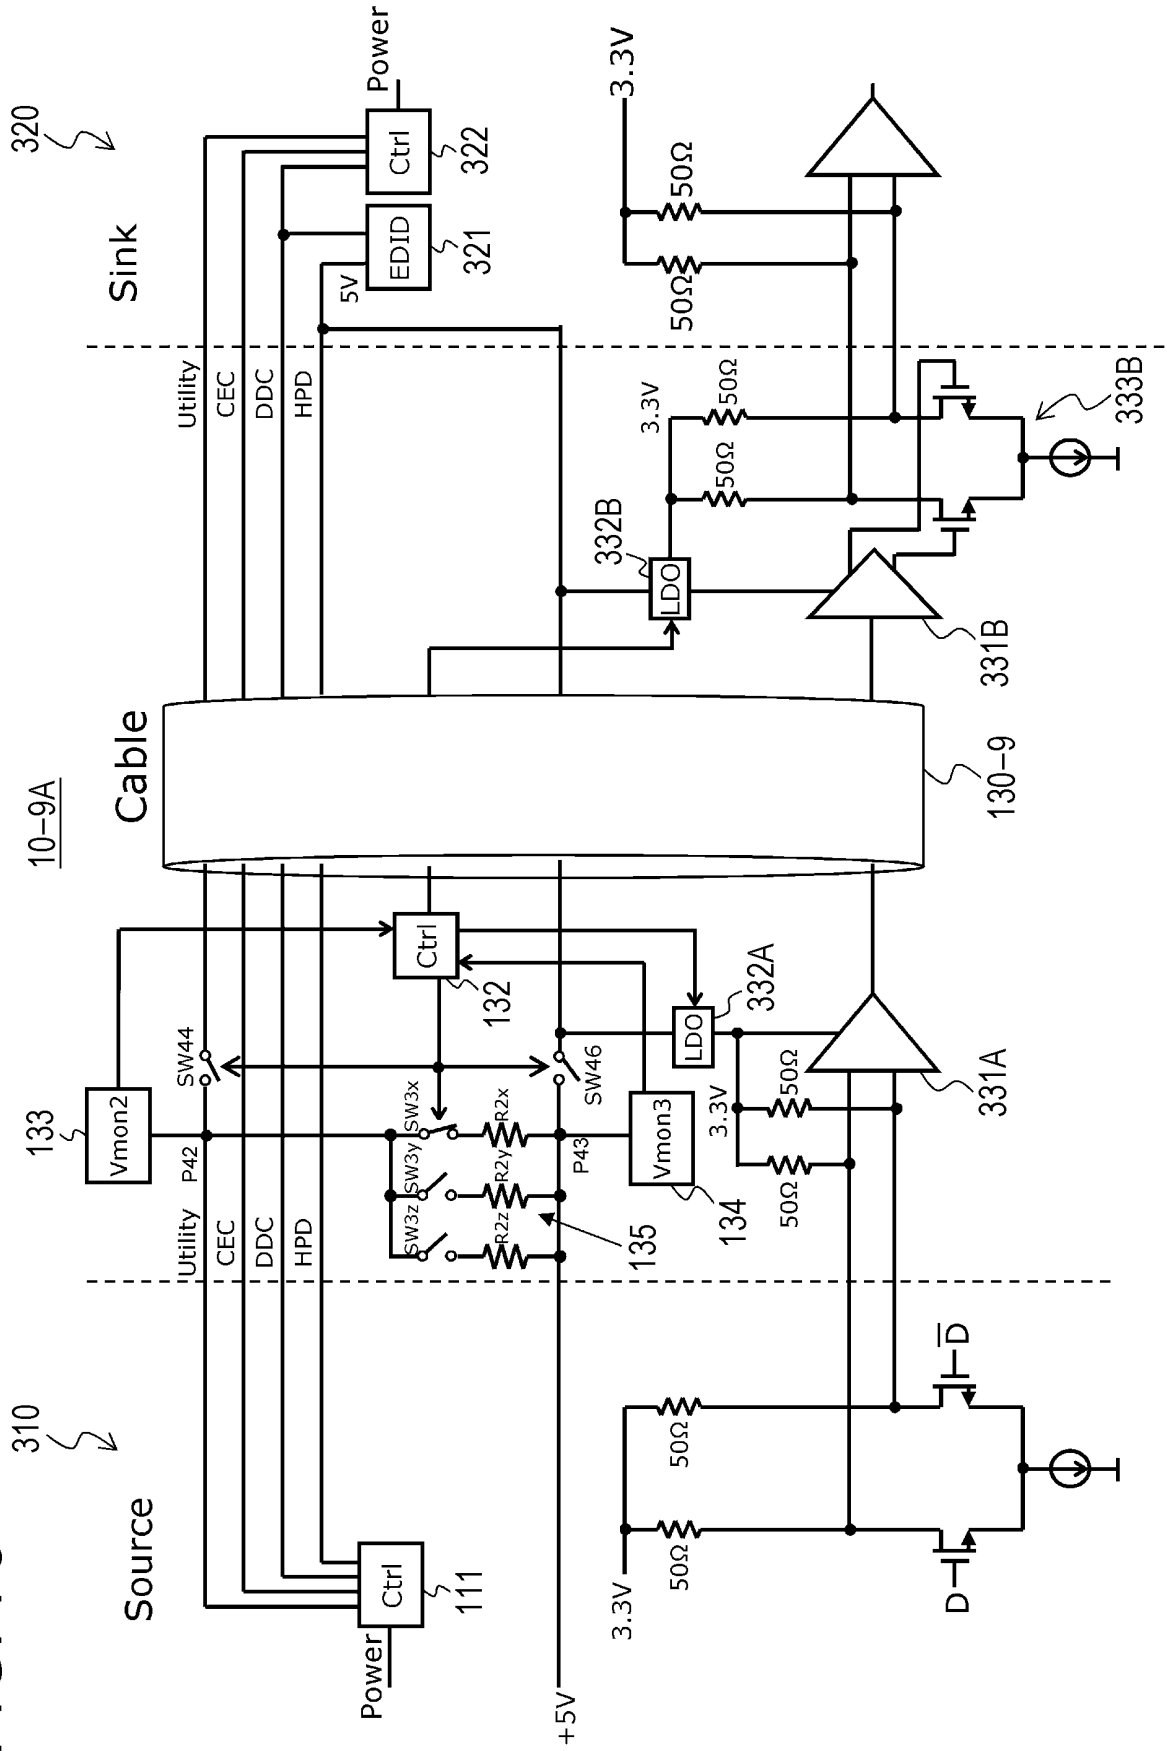 10-9A
310
Source
Cable
Sink
320
133
Vmon2
P42
SW44
Utility
CEC
DDC
HPD
Utility
CEC
DDC
HPD
Power
Ctrl
111
SW3z
SW3y
SW3x
R2z
R2y
R2x
135
Ctrl
132
5V
EDID
321
Ctrl
322
Power
+5V
P43
SW46
Vmon3
134
LDO
332A
LDO
332B
3.3V
50Ω
50Ω
3.3V
50Ω
50Ω
3.3V
50Ω
50Ω
3.3V
50Ω
50Ω
331A
130-9
331B
333B
D
D